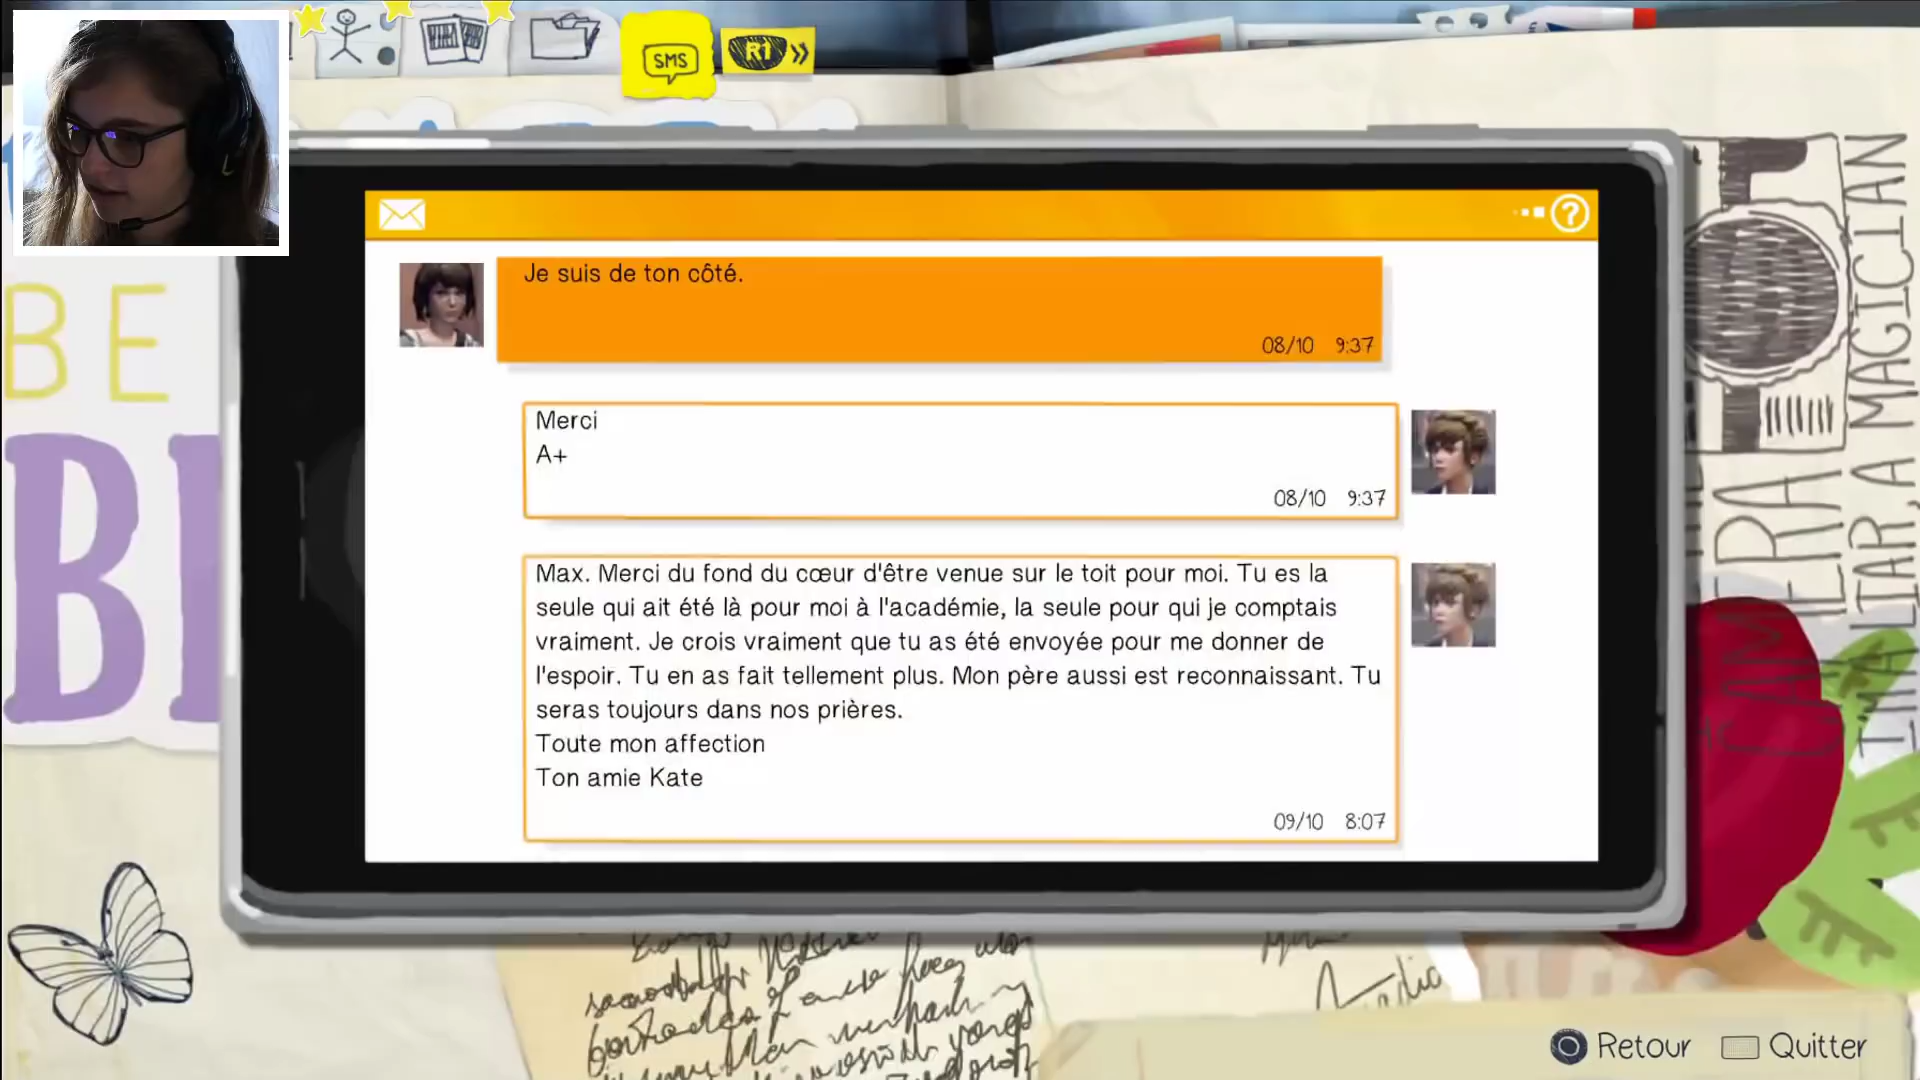 SMS
R1
Je suis de ton côté.
08/10 9:37
Merci
A+
08/10 9:37
Max. Merci du fond du cœur d'être venue sur le toit pour moi. Tu es la
seule qui ait été là pour moi à l'académie, la seule pour qui je comptais
vraiment. Je crois vraiment que tu as été envoyée pour me donner de
l'espoir. Tu en as fait tellement plus. Mon père aussi est reconnaissant. Tu
seras toujours dans nos prières.
Toute mon affection
Ton amie Kate
09/10 8:07
BE
MAGICIAN
LIAR, A
Retour
Quitter